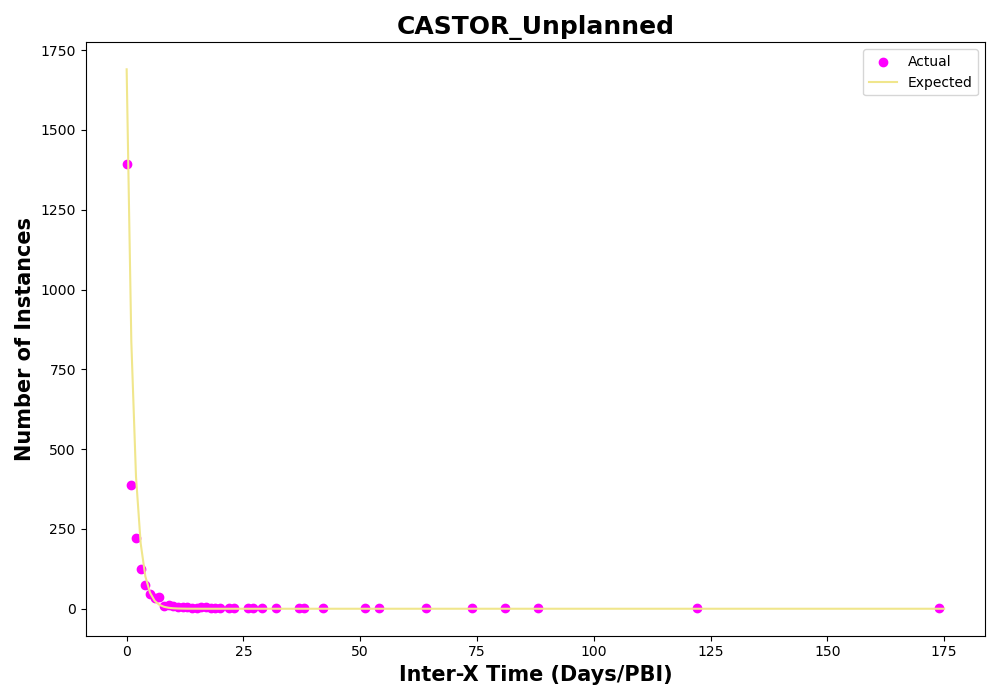 CASTOR_Unplanned
Actual
Expected
Number of Instances
1750
1500
1250
1000
750
500
250
0
0 25 50 75 100 125 150 175
Inter-X Time (Days/PBI)